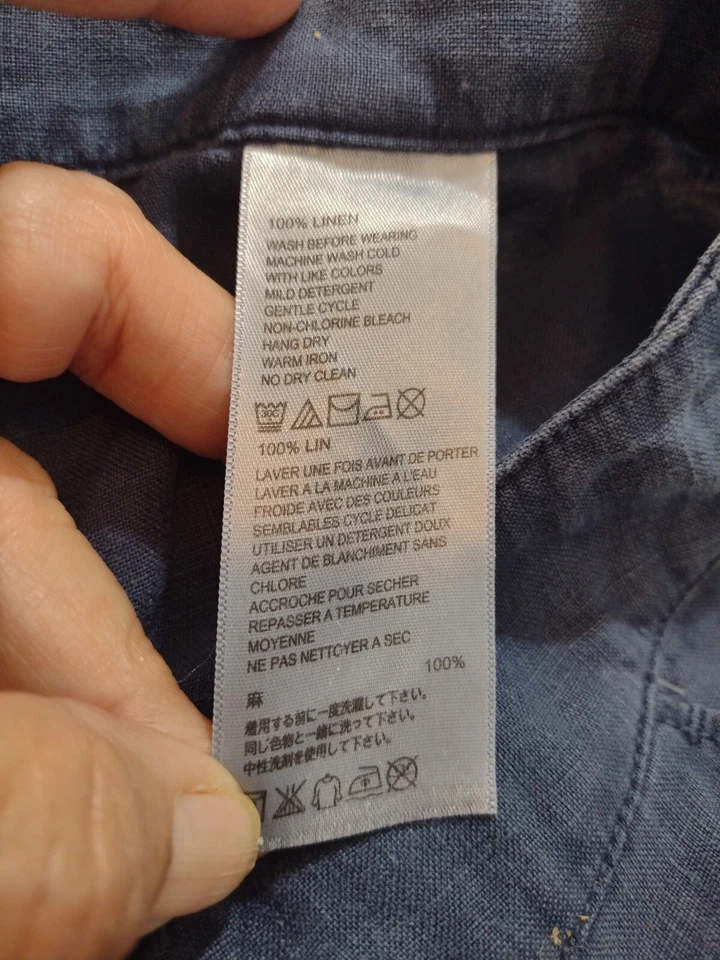 100% LINEN
WASH BEFORE WEARING
MACHINE WASH COLD
WITH LIKE COLORS
MILD DETERGENT
GENTLE CYCLE
NON-CHLORINE BLEACH
HANG DRY
WARM IRON
NO DRY CLEAN
100% LIN
LAVER UNE FOIS AVANT DE PORTER
LAVER A LA MACHINE A L'EAU
FROIDE AVEC DES COULEURS
SEMBLABLES CYCLE DELICAT
UTILISER UN DETERGENT DOUX
AGENT DE BLANCHIMENT SANS
CHLORE
ACCROCHE POUR SECHER
REPASSER A TEMPERATURE
MOYENNE
NE PAS NETTCYER A SEC
100%
麻
着用する前に一度洗濯して下さい。
同じ色物と一緒に洗って下さい。
中性洗剤を使用して下さい。